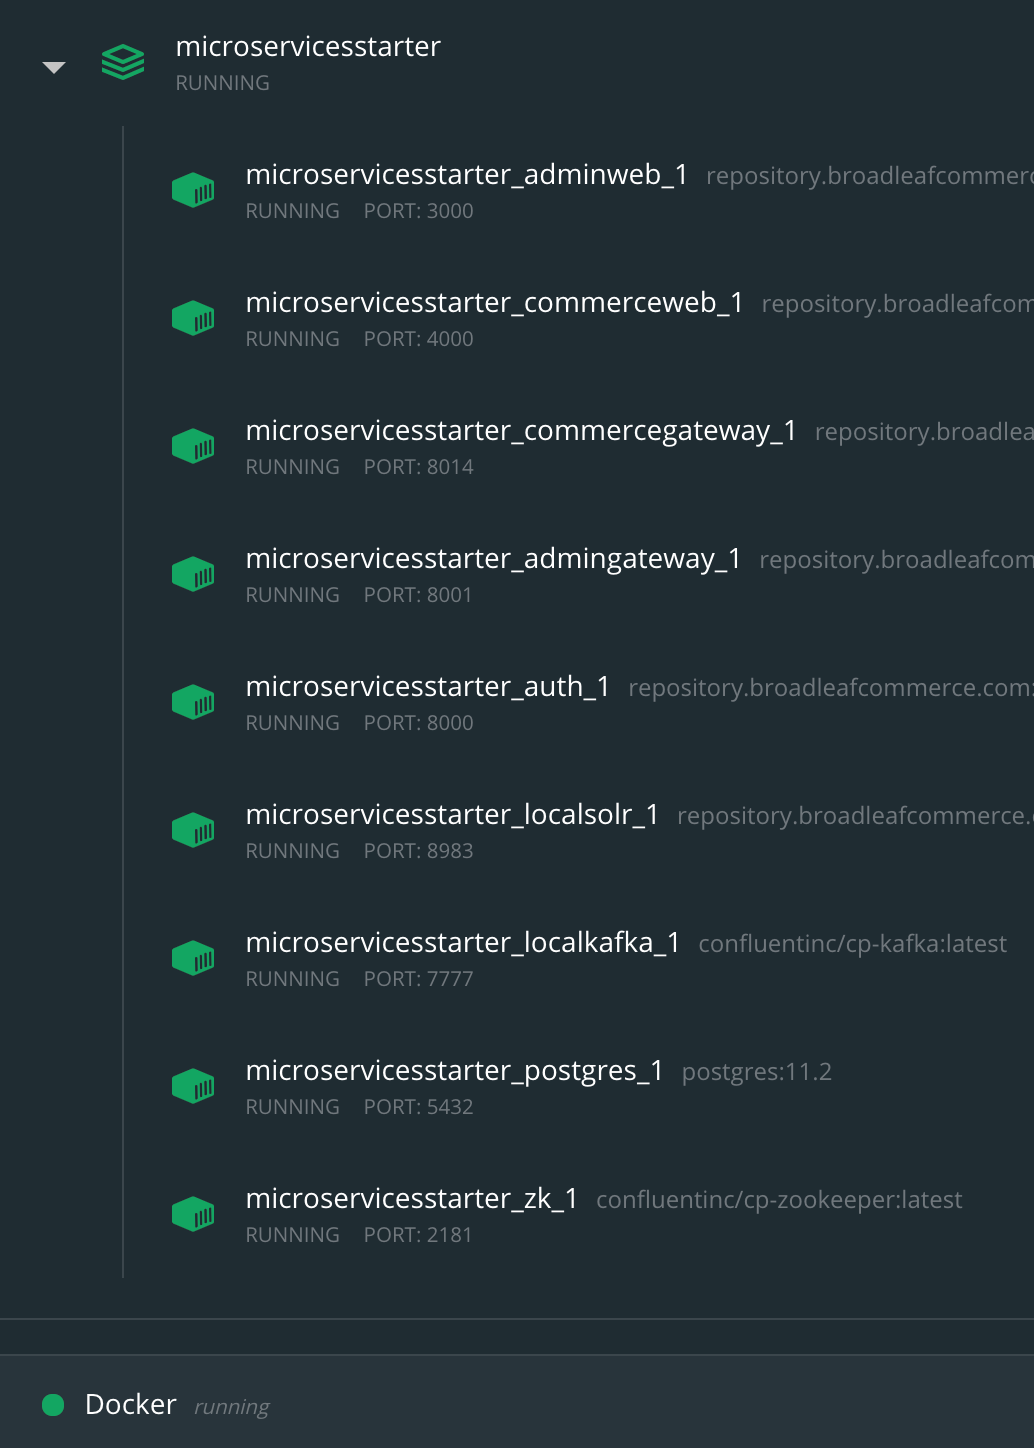 microservicesstarter
RUNNING
microservicesstarter_adminweb_1 repository.broadleafcommerc
RUNNING PORT: 3000
microservicesstarter_commerceweb_1 repository.broadleafcom
RUNNING PORT: 4000
microservicesstarter_commercegateway_1 repository.broadlea
RUNNING PORT: 8014
microservicesstarter_admingateway_1 repository.broadleafcom
RUNNING PORT: 8001
microservicesstarter_auth_1 repository.broadleafcommerce.com:
RUNNING PORT: 8000
microservicesstarter_localsolr_1 repository.broadleafcommerce.
RUNNING PORT: 8983
microservicesstarter_localkafka_1 confluentinc/cp-kafka:latest
RUNNING PORT: 7777
microservicesstarter_postgres_1 postgres:11.2
RUNNING PORT: 5432
microservicesstarter_zk_1 confluentinc/cp-zookeeper:latest
RUNNING PORT: 2181
Docker running